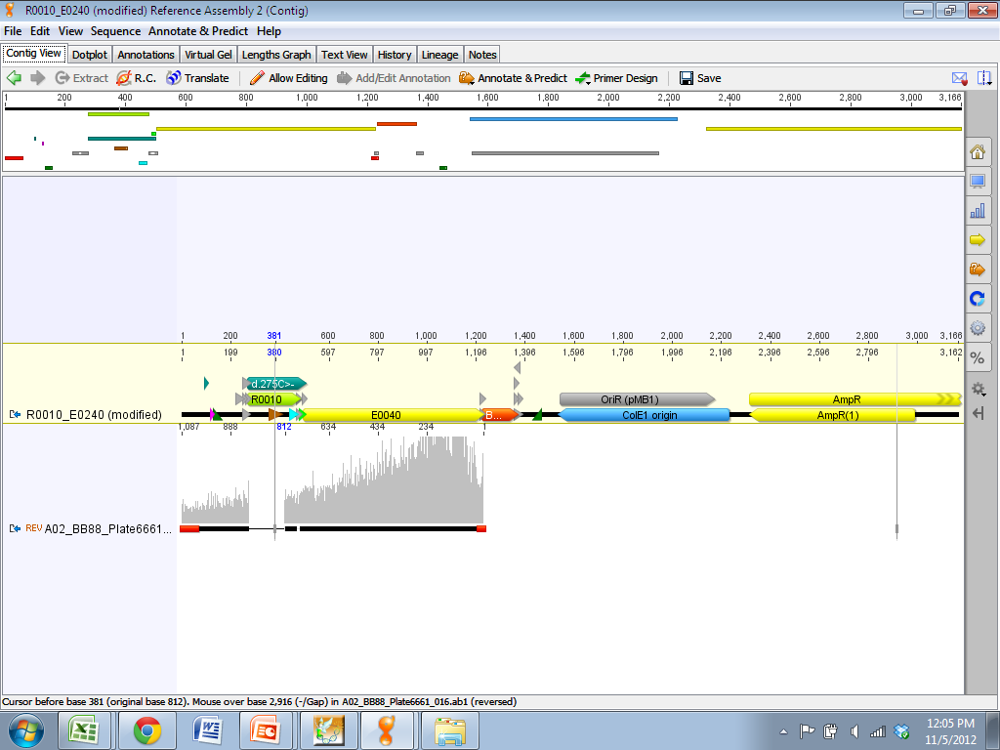 R0010_E0240 (modified) Reference Assembly 2 (Contig)
File Edit View Sequence Annotate & Predict Help
Contig View Dotplot Annotations Virtual Gel Lengths Graph Text View History Lineage Notes
Extract R.C. Translate Allow Editing Add/Edit Annotation Annotate & Predict Primer Design Save
1 200 400 600 800 1,000 1,200 1,400 1,600 1,800 2,000 2,200 2,400 2,600 2,800 3,000 3,166
1 200 381 600 800 1,000 1,200 1,400 1,600 1,800 2,000 2,200 2,400 2,600 2,800 3,000 3,166
1 199 380 597 797 997 1,196 1,396 1,596 1,796 1,996 2,196 2,396 2,596 2,796 3,162
d.27$C>-
R0010 OriR (pMB1) AmpR
R0010_E0240 (modified) E0040 B... ColE1 origin AmpR(1)
1,087 888 812 634 434 234 1
REV A02_BB88_Plate6661...
%
Cursor before base 381 (original base 812). Mouse over base 2,916 (-/Gap) in A02_BB88_Plate6661_016.ab1 (reversed)
12:05 PM
11/5/2012